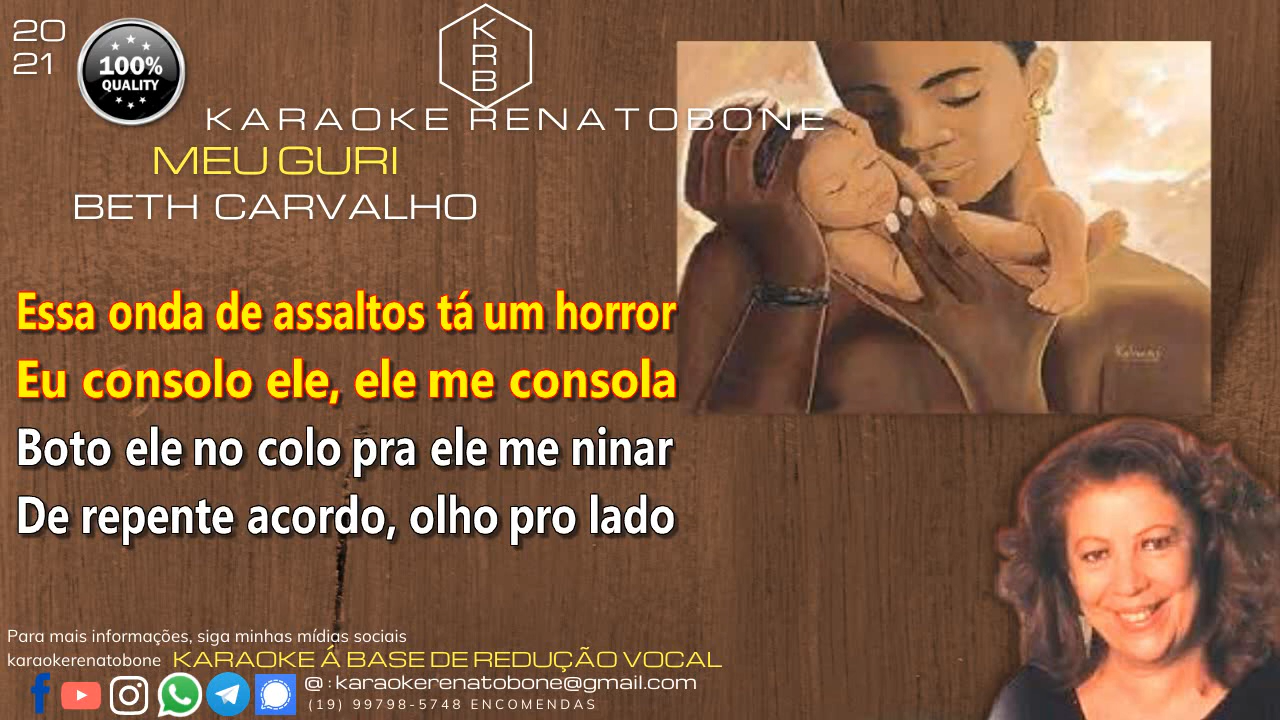 20
21
100%
QUALITY
K
R
B
KARAOKE RENATOBONE
MEU GURI
BETH CARVALHO
Essa onda de assaltos tá um horror
Eu consolo ele, ele me consola
Boto ele no colo pra ele me ninar
De repente acordo, olho pro lado
Para mais informações, siga minhas mídias sociais
karaokerenatobone KARAOKE Á BASE DE REDUÇÃO VOCAL
@ : karaokerenatobone@gmail.com
(19) 99798-5748 ENCOMENDAS